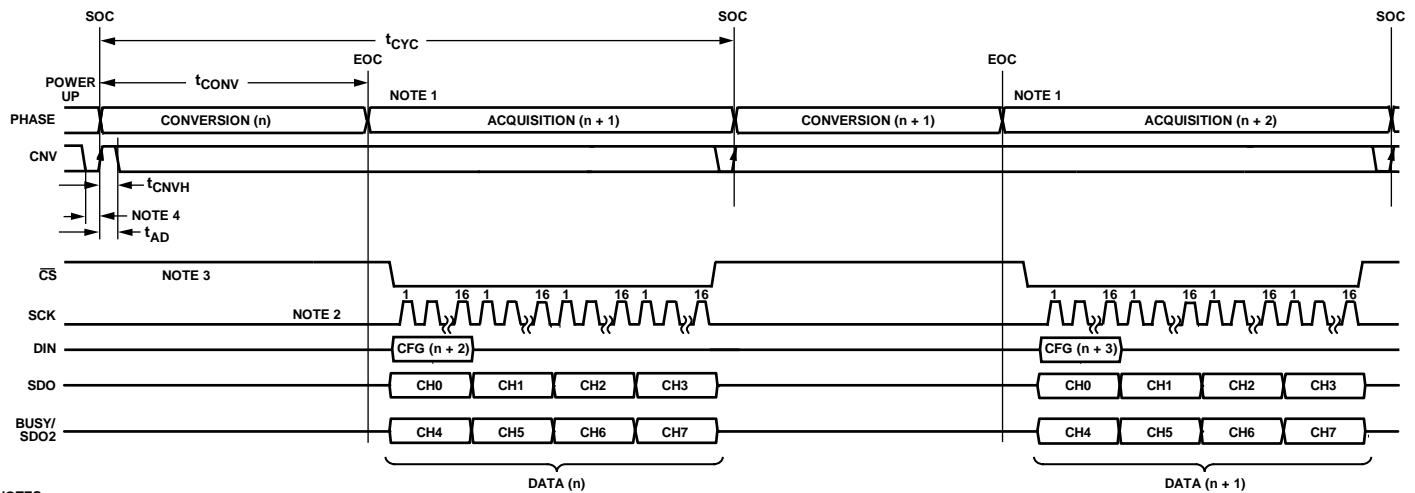 SOC SOC SOC
tCYC
EOC EOC
POWER UP
tCONV
NOTE 1 NOTE 1
PHASE CONVERSION (n) ACQUISITION (n + 1) CONVERSION (n + 1) ACQUISITION (n + 2)
CNV
tCNVH
NOTE 4
tAD
CS NOTE 3
1 16 1 16 1 16 1 16 1 16 1 16 1 16 1 16
SCK NOTE 2
DIN CFG (n + 2) CFG (n + 3)
SDO CH0 CH1 CH2 CH3 CH0 CH1 CH2 CH3
BUSY/
SDO2 CH4 CH5 CH6 CH7 CH4 CH5 CH6 CH7
DATA (n) DATA (n + 1)